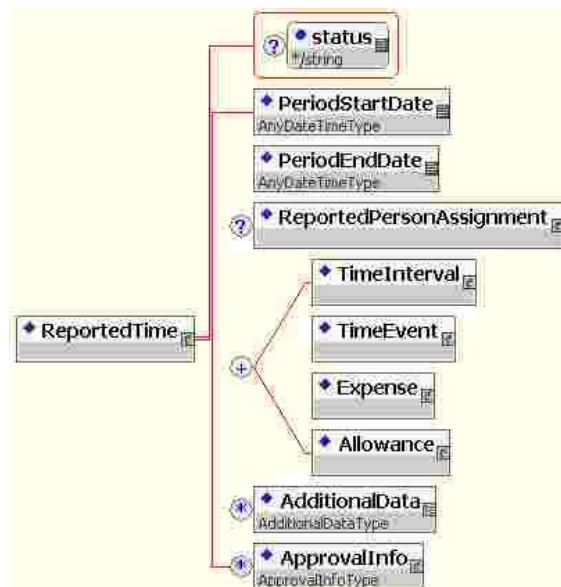 ? status
*/string
PeriodStartDate
AnyDateTimeType
PeriodEndDate
AnyDateTimeType
? ReportedPersonAssignment
TimeInterval
ReportedTime
TimeEvent
+
Expense
Allowance
* AdditionalData
AdditionalDataType
* ApprovalInfo
ApprovalInfoType